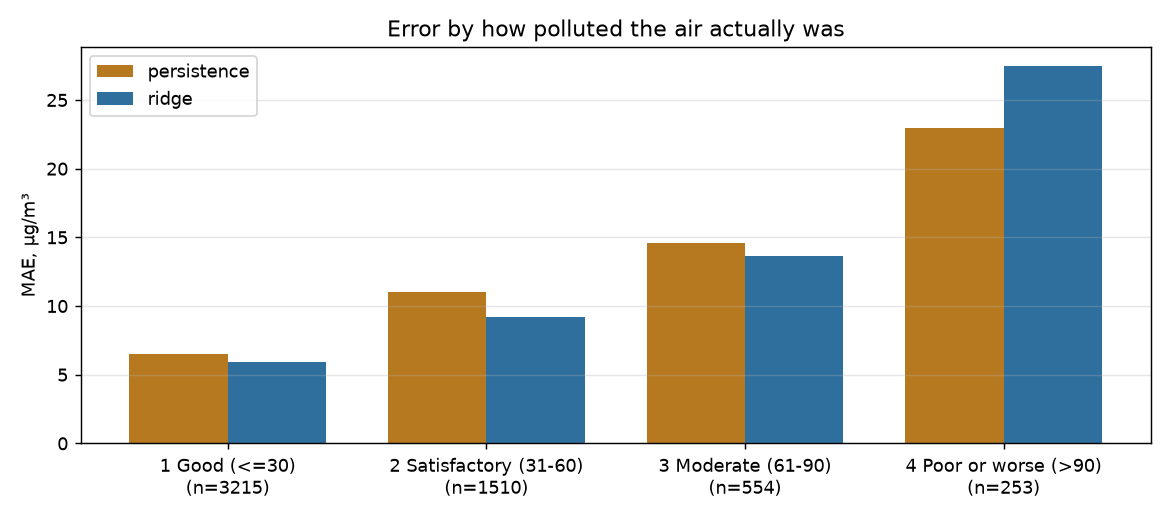 Error by how polluted the air actually was
persistence
ridge
MAE, µg/m³
25
20
15
10
5
0
1 Good (<=30)
(n=3215)
2 Satisfactory (31-60)
(n=1510)
3 Moderate (61-90)
(n=554)
4 Poor or worse (>90)
(n=253)